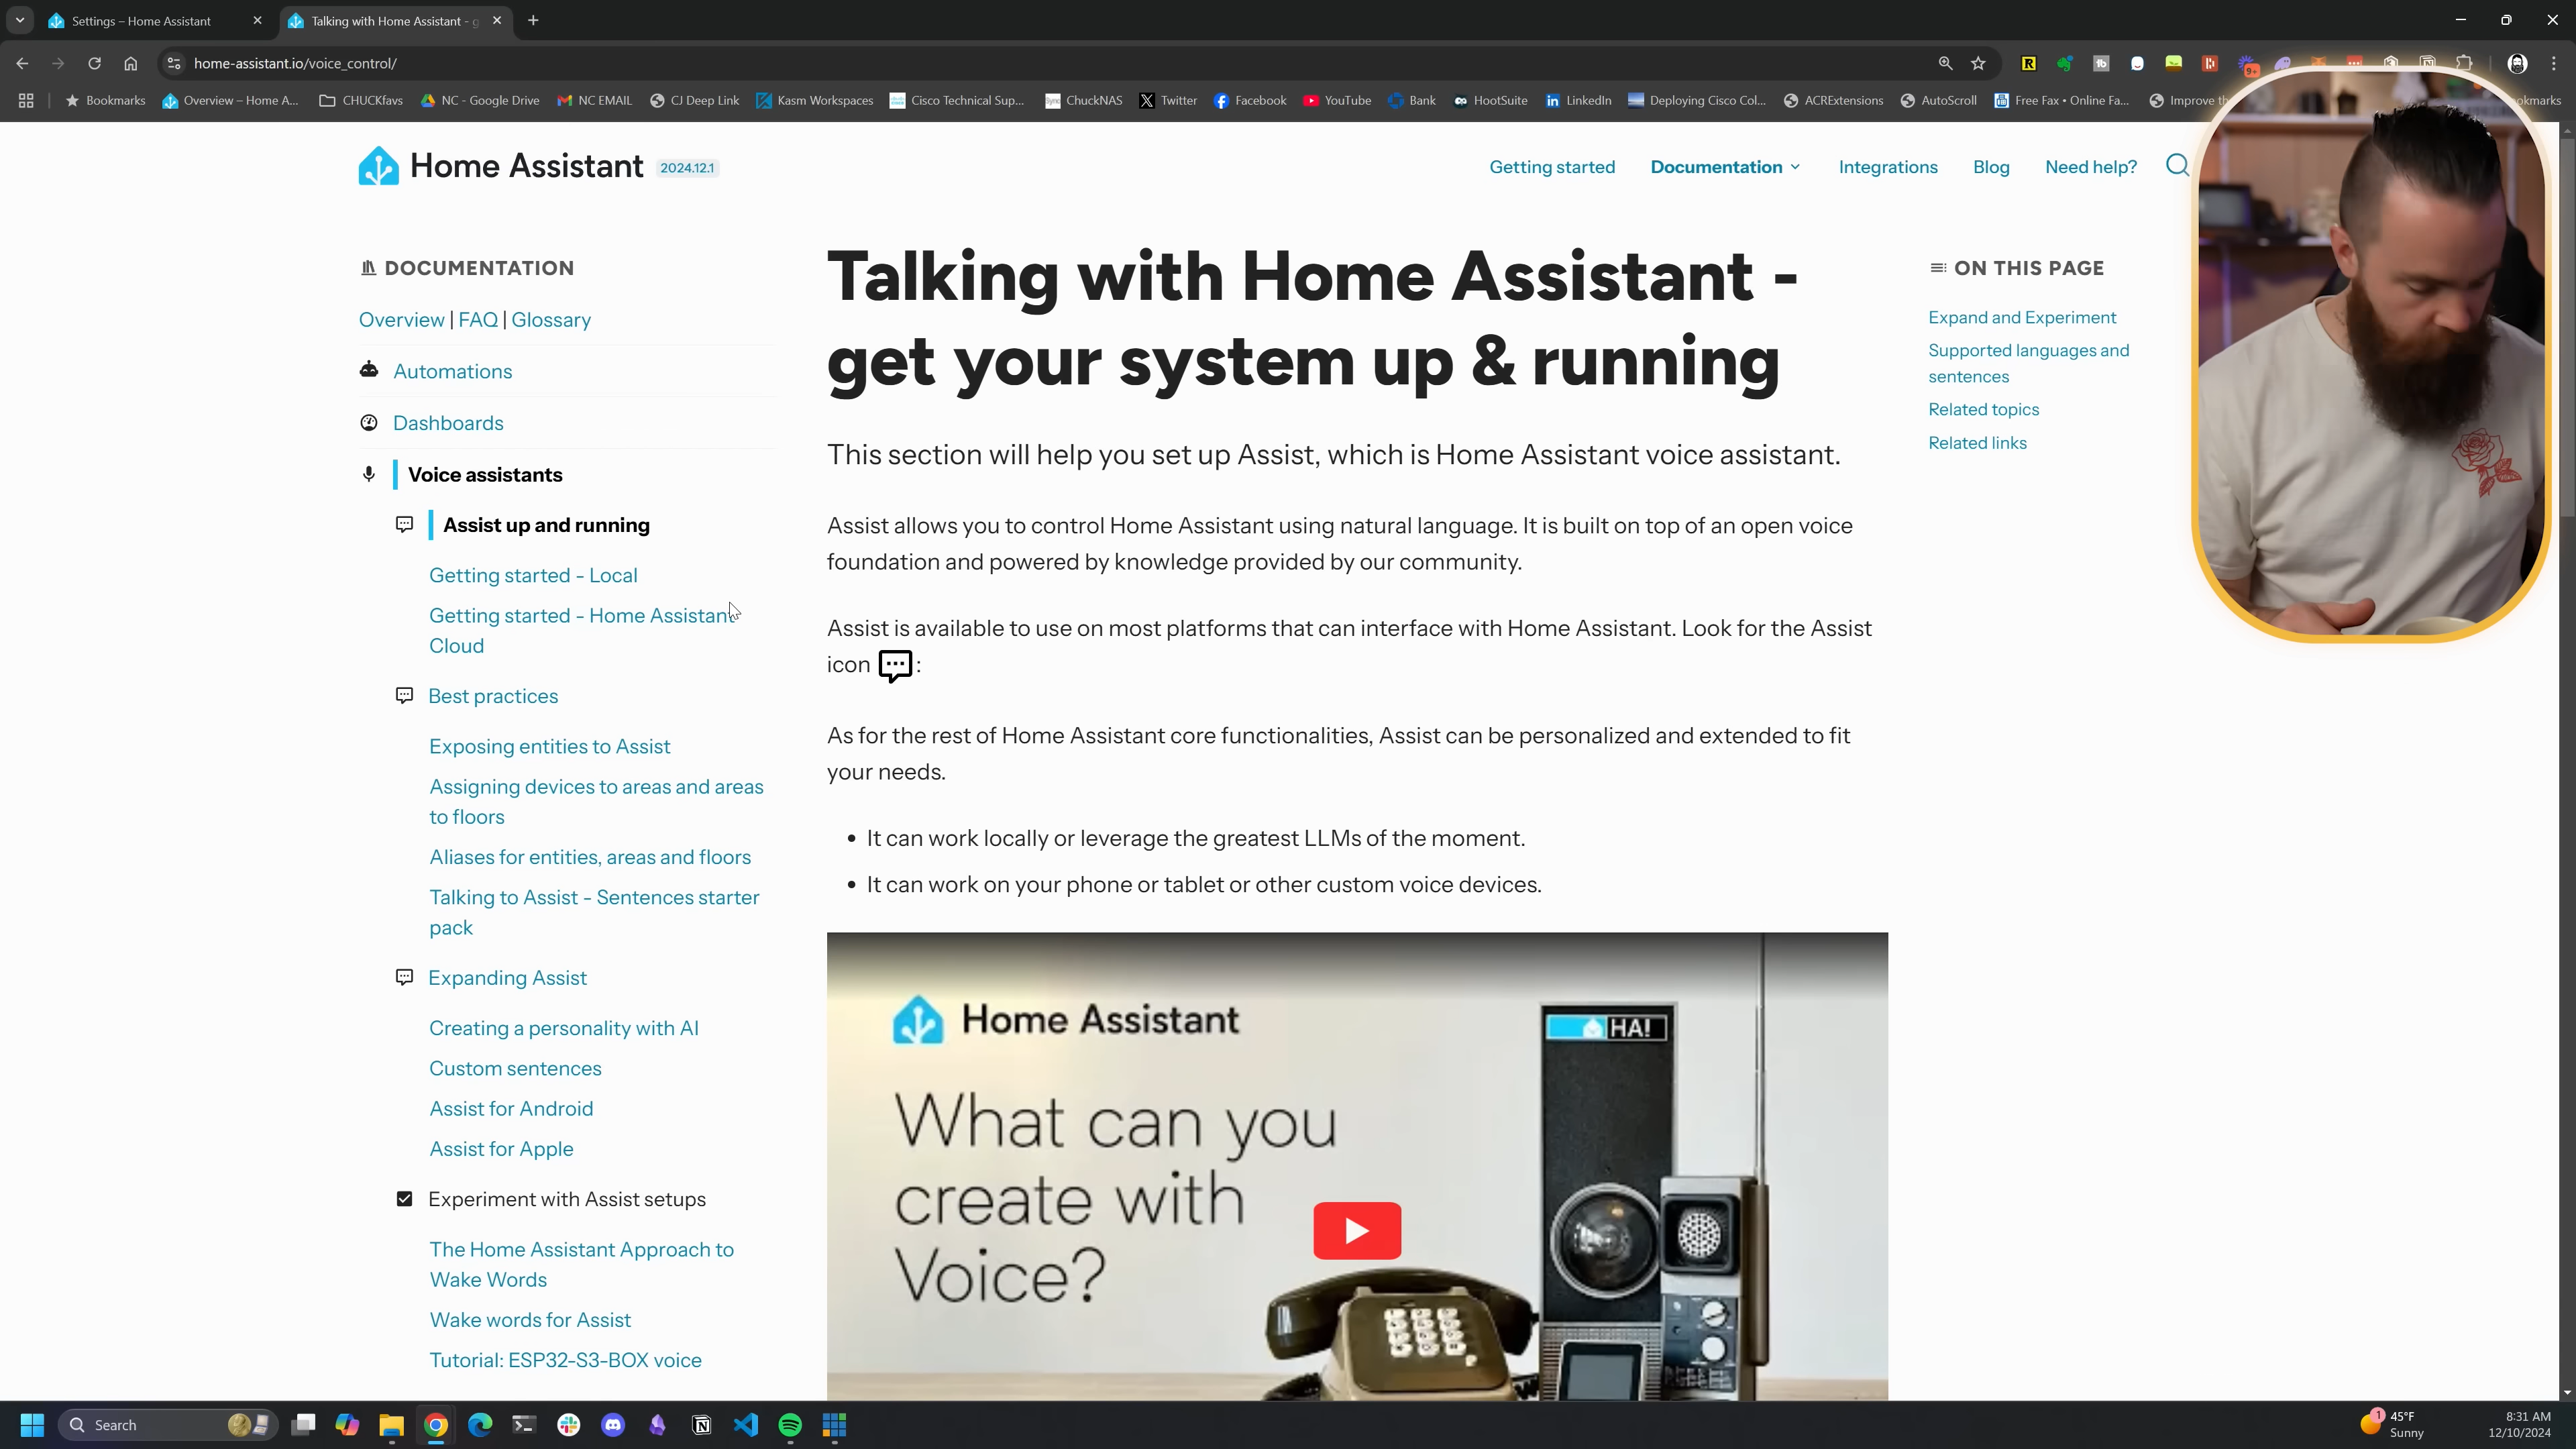 Settings – Home Assistant
Talking with Home Assistant - g
home-assistant.io/voice_control/
9+
Bookmarks
Overview – Home A...
CHUCKfavs
NC - Google Drive
NC EMAIL
CJ Deep Link
Kasm Workspaces
Cisco Technical Sup...
ChuckNAS
Twitter
Facebook
YouTube
Bank
HootSuite
LinkedIn
Deploying Cisco Col...
ACRExtensions
AutoScroll
Free Fax • Online Fa...
Improve th
okmarks
Home Assistant 2024.12.1
Getting started
Documentation
Integrations
Blog
Need help?
DOCUMENTATION
Overview | FAQ | Glossary
Automations
Dashboards
Voice assistants
Assist up and running
Getting started - Local
Getting started - Home Assistant
Cloud
Best practices
Exposing entities to Assist
Assigning devices to areas and areas
to floors
Aliases for entities, areas and floors
Talking to Assist - Sentences starter
pack
Expanding Assist
Creating a personality with AI
Custom sentences
Assist for Android
Assist for Apple
Experiment with Assist setups
The Home Assistant Approach to
Wake Words
Wake words for Assist
Tutorial: ESP32-S3-BOX voice
Talking with Home Assistant -
get your system up & running
This section will help you set up Assist, which is Home Assistant voice assistant.
Assist allows you to control Home Assistant using natural language. It is built on top of an open voice
foundation and powered by knowledge provided by our community.
Assist is available to use on most platforms that can interface with Home Assistant. Look for the Assist
icon :
As for the rest of Home Assistant core functionalities, Assist can be personalized and extended to fit
your needs.
• It can work locally or leverage the greatest LLMs of the moment.
• It can work on your phone or tablet or other custom voice devices.
Home Assistant
What can you
create with
Voice?
HA!
ON THIS PAGE
Expand and Experiment
Supported languages and
sentences
Related topics
Related links
Search
1
45°F
Sunny
8:31 AM
12/10/2024